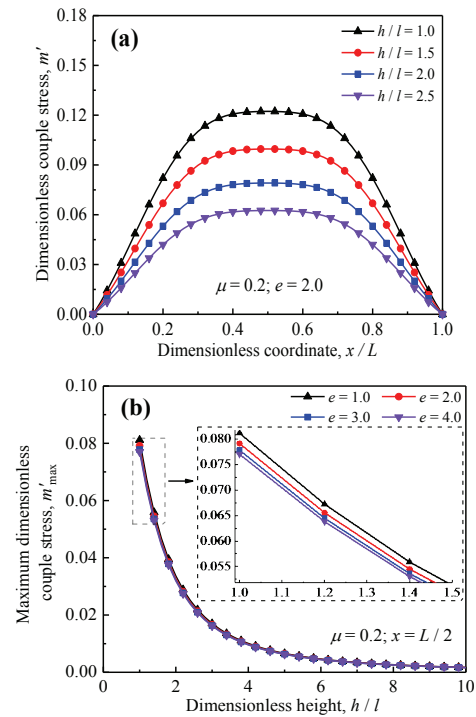 (a)
h / l = 1.0
h / l = 1.5
h / l = 2.0
h / l = 2.5
0.18
0.15
0.12
0.09
0.06
0.03
0.00
Dimensionless couple stress, m′
μ = 0.2; e = 2.0
0.0 0.2 0.4 0.6 0.8 1.0
Dimensionless coordinate, x / L
(b)
e = 1.0 e = 2.0
e = 3.0 e = 4.0
0.10
0.08
0.06
0.04
0.02
0.00
Maximum dimensionless
couple stress, m′max
0.080
0.075
0.070
0.065
0.060
0.055
1.0 1.1 1.2 1.3 1.4 1.5
μ = 0.2; x = L / 2
0 2 4 6 8 10
Dimensionless height, h / l